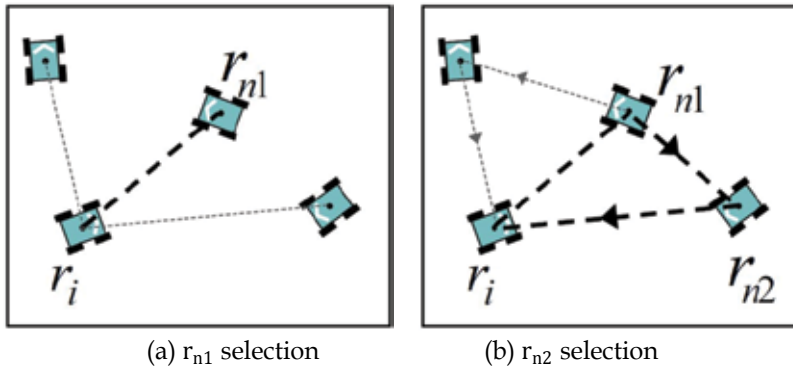 r_n1
r_i
r_n1
r_i
r_n2
(a) r_n1 selection
(b) r_n2 selection